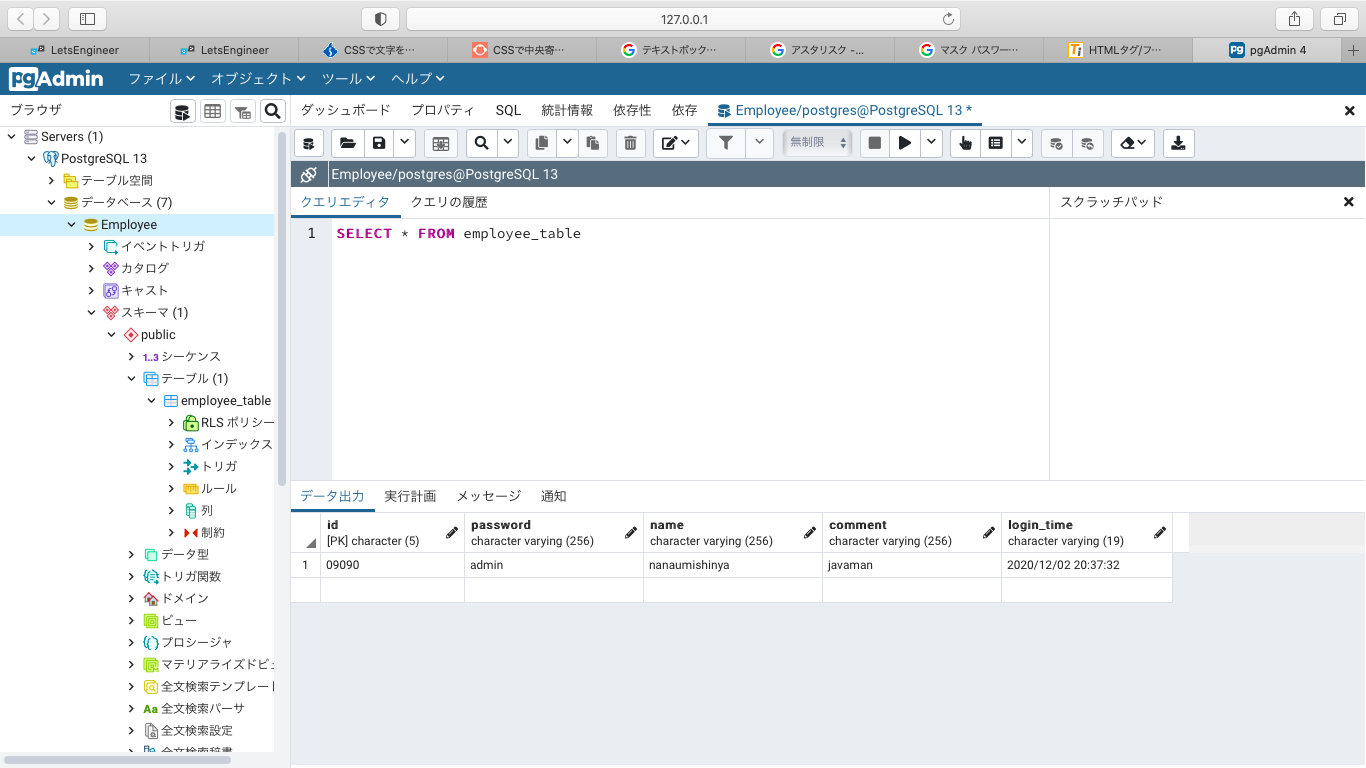 127.0.0.1
LetsEngineer
LetsEngineer
CSSで文字を…
CSSで中央寄…
テキストボック…
アスタリスク -…
マスク パスワー…
HTMLタグ/フ…
pgAdmin 4
pgAdmin ファイル オブジェクト ツール ヘルプ
ブラウザ
ダッシュボード プロパティ SQL 統計情報 依存性 依存 Employee/postgres@PostgreSQL 13 *
無制限
Employee/postgres@PostgreSQL 13
クエリエディタ クエリの履歴
スクラッチパッド
1 SELECT * FROM employee_table
Servers (1)
PostgreSQL 13
テーブル空間
データベース (7)
Employee
イベントトリガ
カタログ
キャスト
スキーマ (1)
public
1..3 シーケンス
テーブル (1)
employee_table
RLS ポリシー
インデックス
トリガ
ルール
列
制約
データ型
トリガ関数
ドメイン
ビュー
プロシージャ
マテリアライズドビ
全文検索テンプレート
Aa 全文検索パーサ
全文検索設定
全文検索辞書
データ出力 実行計画 メッセージ 通知
id password name comment login_time
[PK] character (5) character varying (256) character varying (256) character varying (256) character varying (19)
1 09090 admin nanaumishinya javaman 2020/12/02 20:37:32